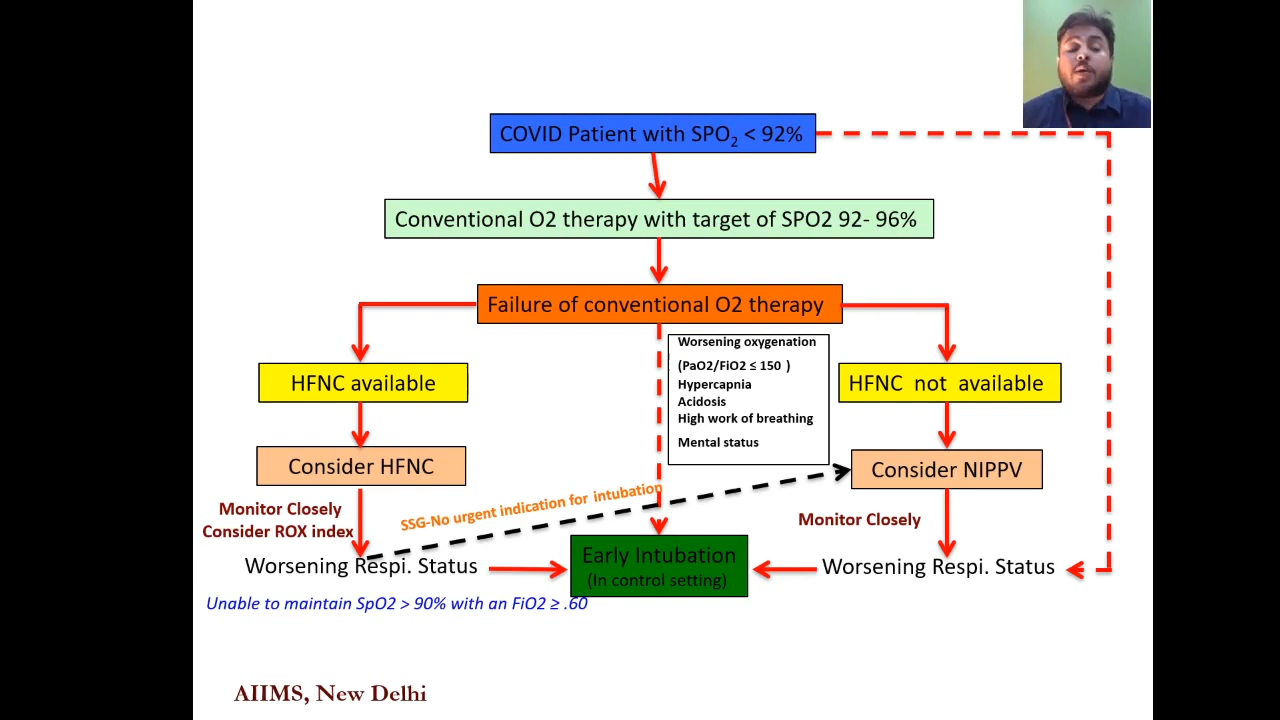 COVID Patient with SPO₂ < 92%
Conventional O2 therapy with target of SPO2 92- 96%
Failure of conventional O2 therapy
Worsening oxygenation
(PaO2/FiO2 ≤ 150 )
Hypercapnia
Acidosis
High work of breathing
Mental status
HFNC available
HFNC not available
Consider HFNC
Consider NIPPV
Monitor Closely
Consider ROX index
SSG-No urgent indication for intubation
Monitor Closely
Worsening Respi. Status
Early Intubation
(In control setting)
Worsening Respi. Status
Unable to maintain SpO2 > 90% with an FiO2 ≥ .60
AIIMS, New Delhi